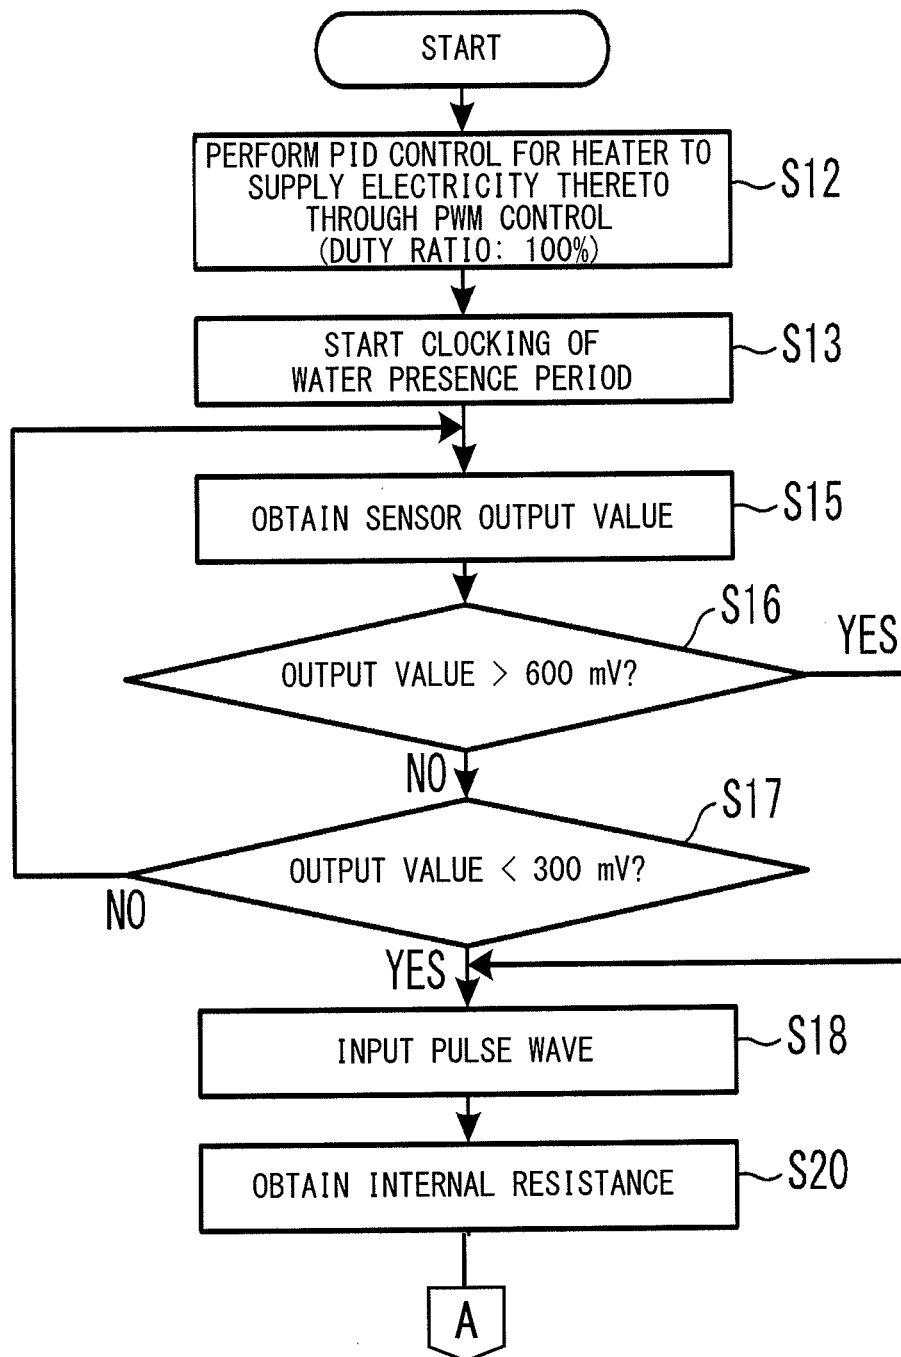 START
PERFORM PID CONTROL FOR HEATER TO
SUPPLY ELECTRICITY THERETO
THROUGH PWM CONTROL
(DUTY RATIO: 100%)
S12
START CLOCKING OF
WATER PRESENCE PERIOD
S13
OBTAIN SENSOR OUTPUT VALUE
S15
S16
OUTPUT VALUE > 600 mV?
YES
NO
S17
OUTPUT VALUE < 300 mV?
NO
YES
INPUT PULSE WAVE
S18
OBTAIN INTERNAL RESISTANCE
S20
A